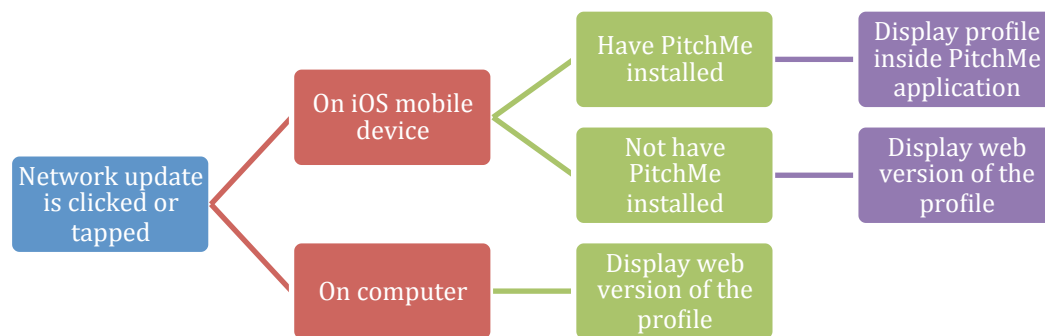 Network update
is clicked or
tapped
On iOS mobile
device
Have PitchMe
installed
Display profile
inside PitchMe
application
Not have
PitchMe
installed
Display web
version of the
profile
On computer
Display web
version of the
profile